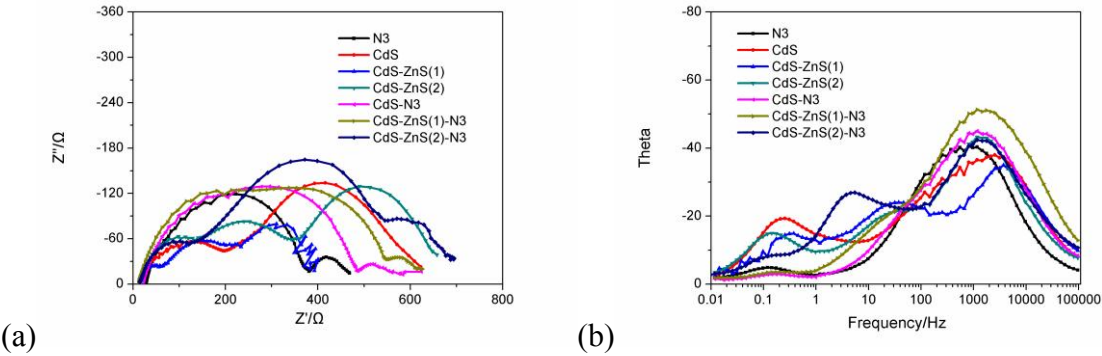 -360
-300
-240
-180
-120
-60
0
0
200
400
600
800
Z''/Ω
Z'/Ω
N3
CdS
CdS-ZnS(1)
CdS-ZnS(2)
CdS-N3
CdS-ZnS(1)-N3
CdS-ZnS(2)-N3
(a)
-80
-60
-40
-20
0
0.01
0.1
1
10
100
1000
10000
100000
Theta
Frequency/Hz
N3
CdS
CdS-ZnS(1)
CdS-ZnS(2)
CdS-N3
CdS-ZnS(1)-N3
CdS-ZnS(2)-N3
(b)